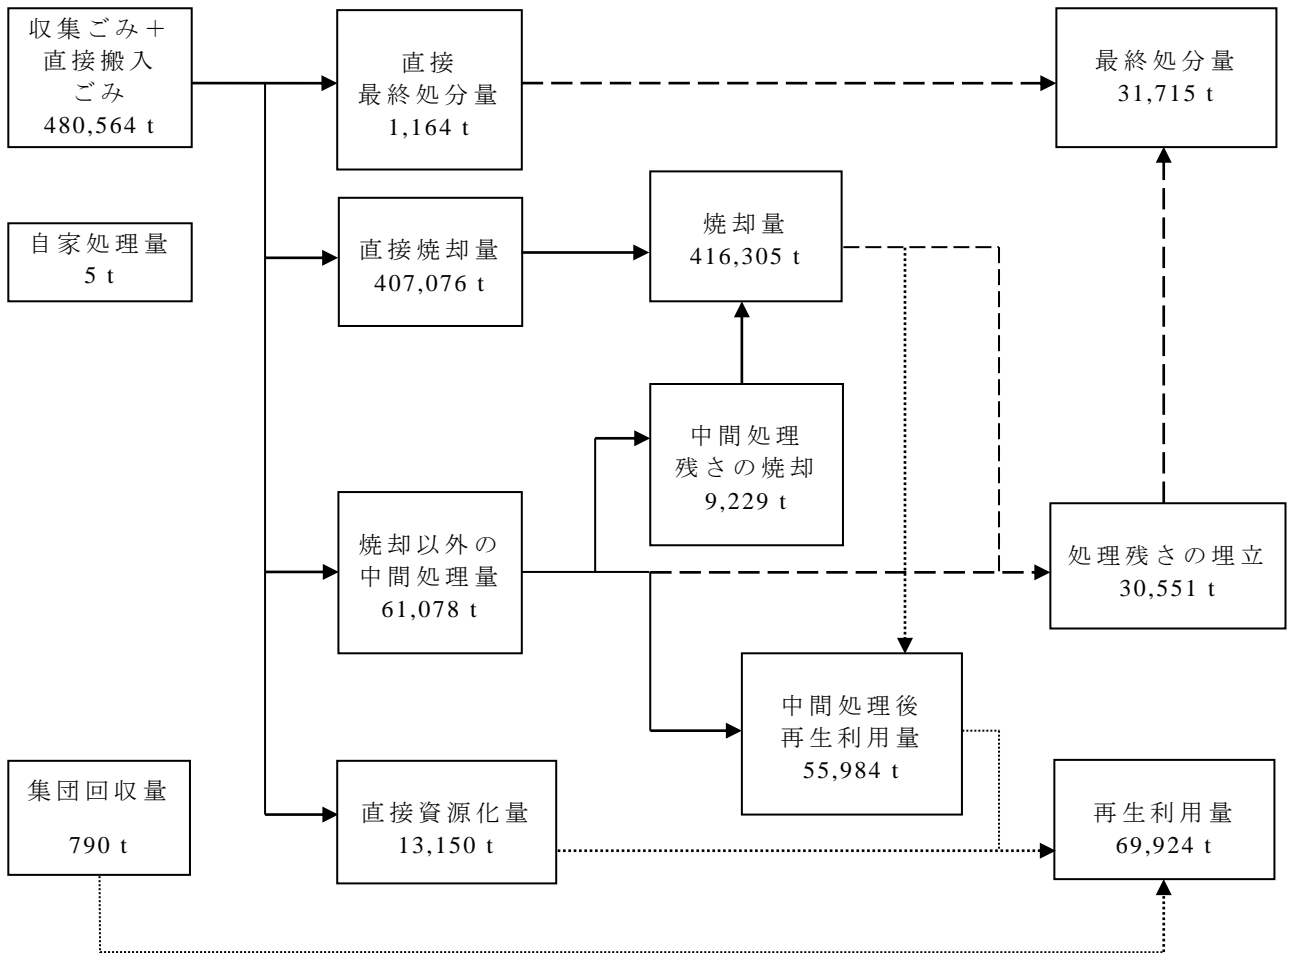 収集ごみ＋
直接搬入
ごみ
480,564 t
直接
最終処分量
1,164 t
最終処分量
31,715 t
自家処理量
5 t
直接焼却量
407,076 t
焼却量
416,305 t
中間処理
残さの焼却
9,229 t
焼却以外の
中間処理量
61,078 t
処理残さの埋立
30,551 t
中間処理後
再生利用量
55,984 t
集団回収量
790 t
直接資源化量
13,150 t
再生利用量
69,924 t